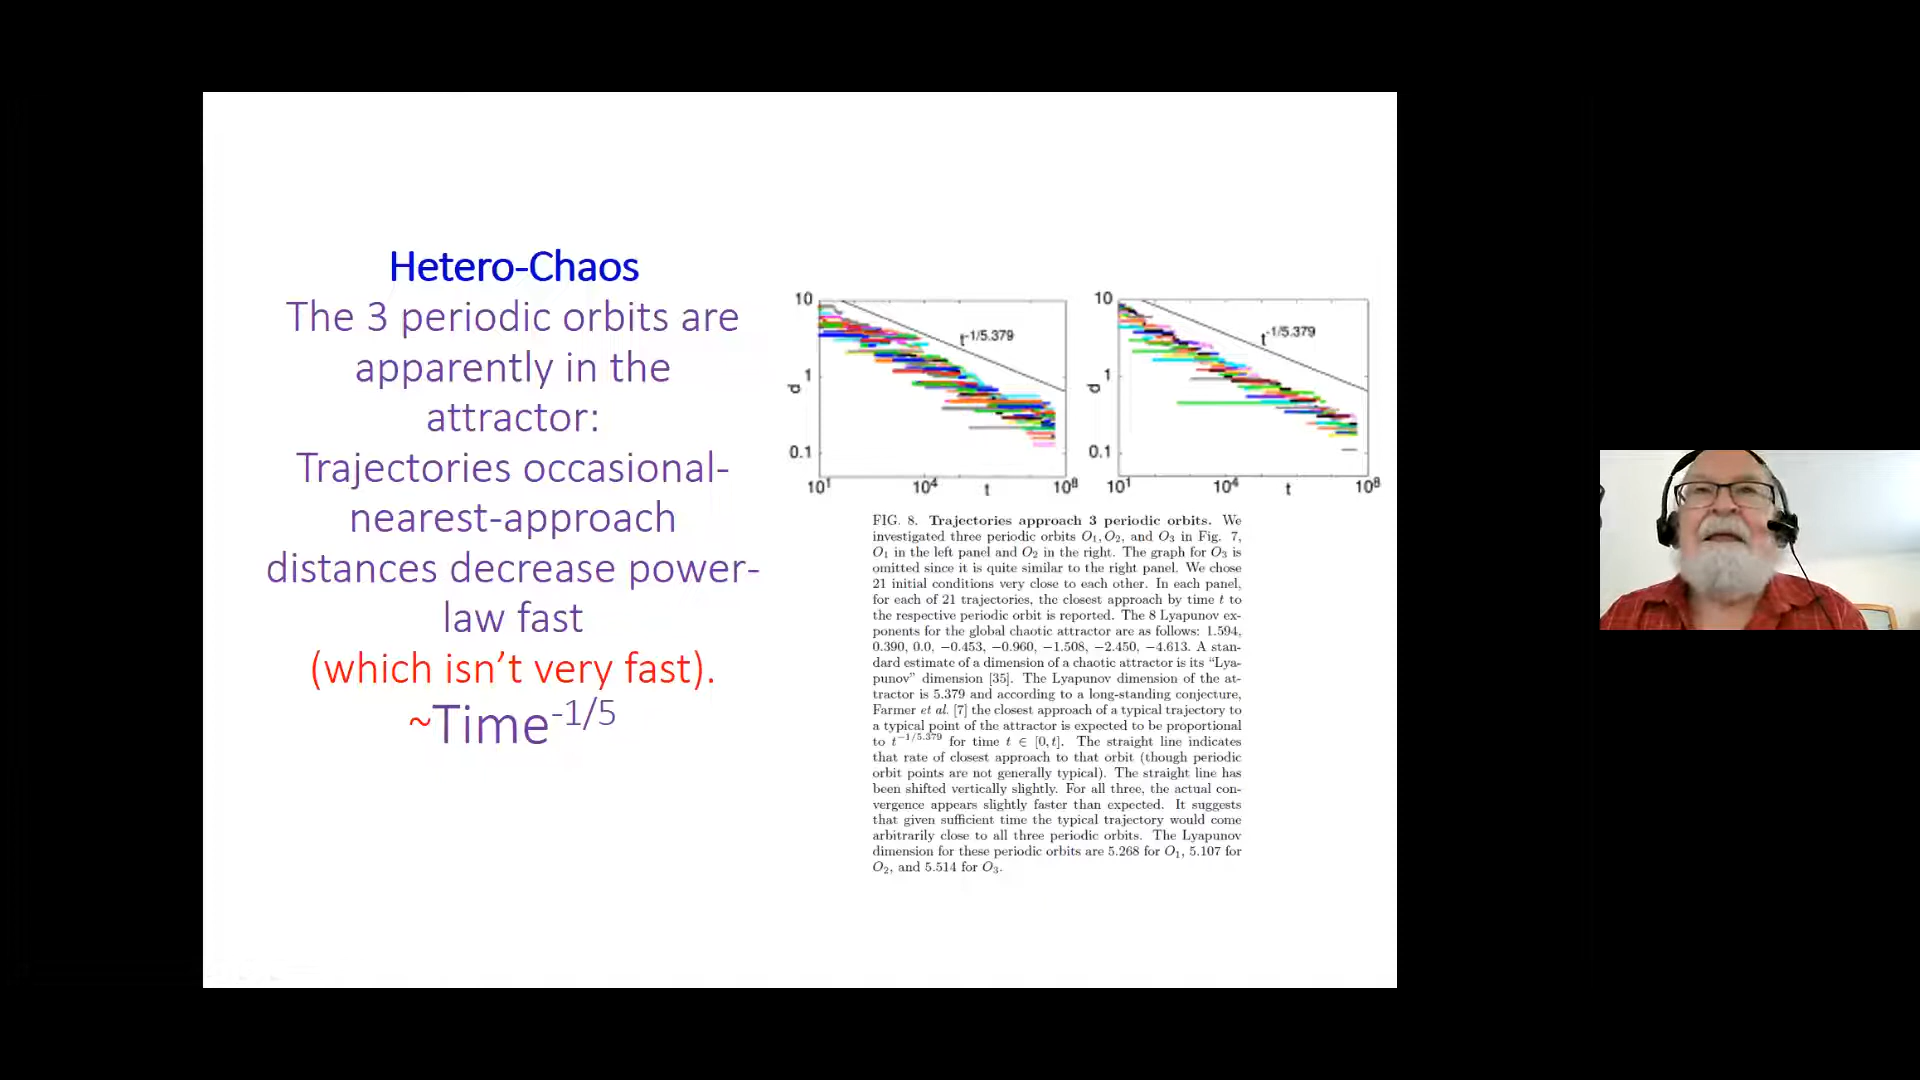 Hetero-Chaos
The 3 periodic orbits are
apparently in the
attractor:
Trajectories occasional-
nearest-approach
distances decrease power-
law fast
(which isn’t very fast).
~Time-1/5
10
1
0.1
d
t-1/5.379
10¹
10⁴
t
10⁸
10
1
0.1
d
t-1/5.379
10¹
10⁴
t
10⁸
FIG. 8. Trajectories approach 3 periodic orbits. We
investigated three periodic orbits O₁, O₂, and O₃ in Fig. 7,
O₁ in the left panel and O₂ in the right. The graph for O₃ is
omitted since it is quite similar to the right panel. We chose
21 initial conditions very close to each other. In each panel,
for each of 21 trajectories, the closest approach by time t to
the respective periodic orbit is reported. The 8 Lyapunov ex-
ponents for the global chaotic attractor are as follows: 1.594,
0.390, 0.0, −0.453, −0.960, −1.508, −2.450, −4.613. A stan-
dard estimate of a dimension of a chaotic attractor is its “Lya-
punov” dimension [35]. The Lyapunov dimension of the at-
tractor is 5.379 and according to a long-standing conjecture,
Farmer et al. [7] the closest approach of a typical trajectory to
a typical point of the attractor is expected to be proportional
to t−1/5.379 for time t ∈ [0, t]. The straight line indicates
that rate of closest approach to that orbit (though periodic
orbit points are not generally typical). The straight line has
been shifted vertically slightly. For all three, the actual con-
vergence appears slightly faster than expected. It suggests
that given sufficient time the typical trajectory would come
arbitrarily close to all three periodic orbits. The Lyapunov
dimension for these periodic orbits are 5.268 for O₁, 5.107 for
O₂, and 5.514 for O₃.